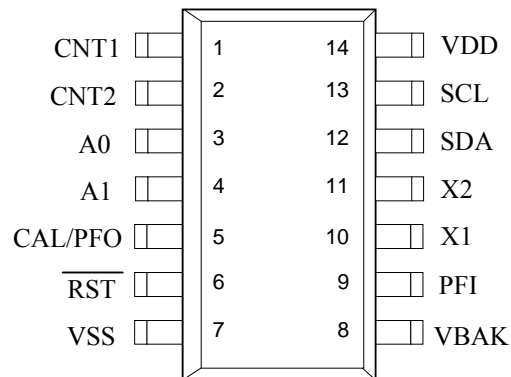 CNT1 1 14 VDD
CNT2 2 13 SCL
A0 3 12 SDA
A1 4 11 X2
CAL/PFO 5 10 X1
R̅S̅T̅ 6 9 PFI
VSS 7 8 VBAK